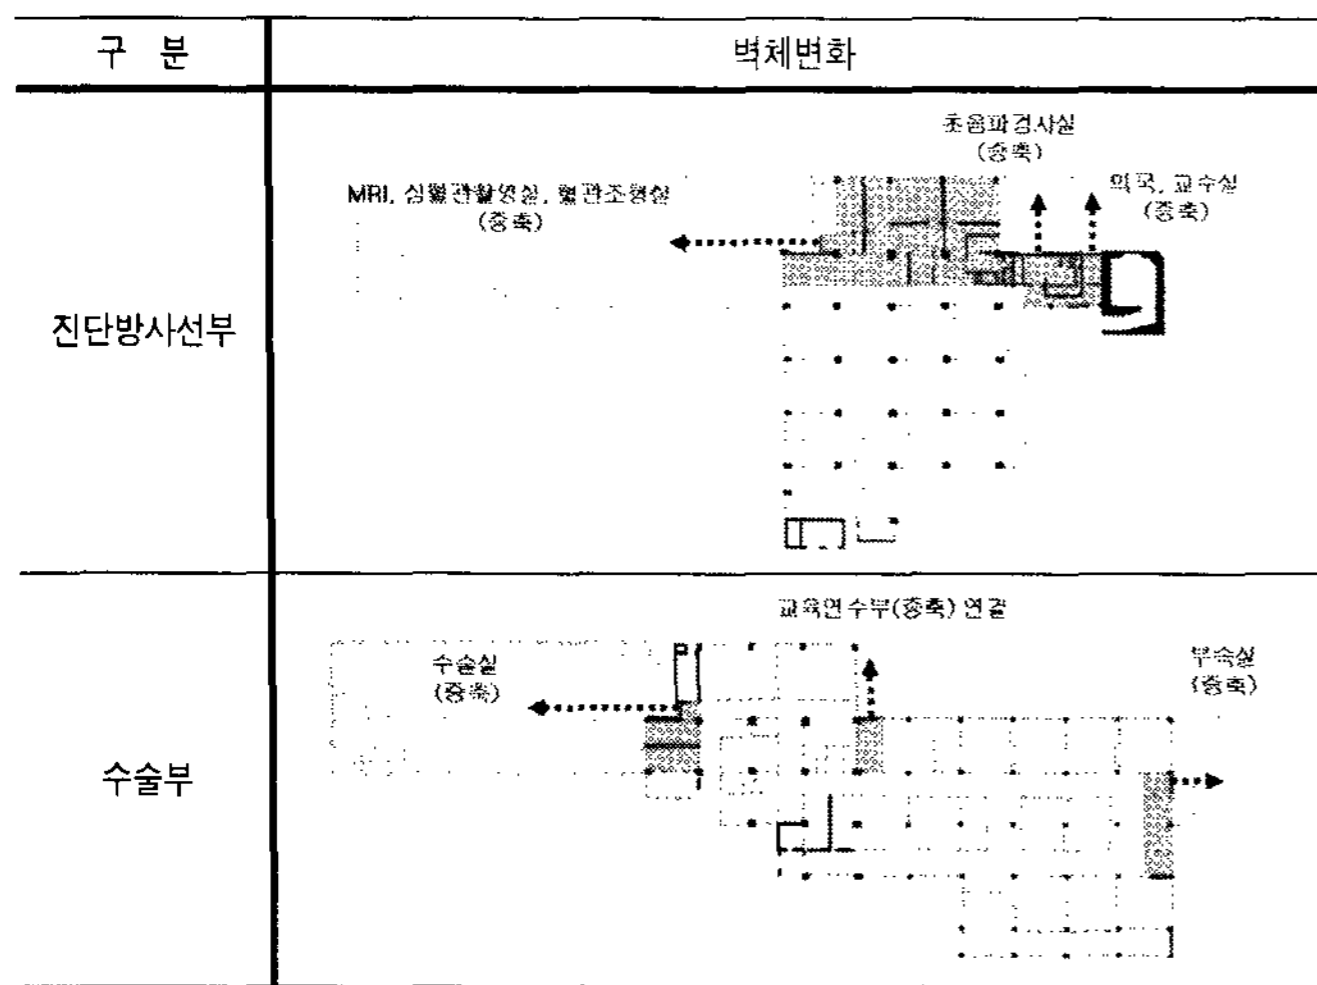 구 분
벽체변화
초음파검사실
(증축)
MRI, 심혈관촬영실, 혈관조형실
(증축)
의국, 교수실
(증축)
진단방사선부
교육연수부(증축) 연결
수술실
(증축)
부속실
(증축)
수술부